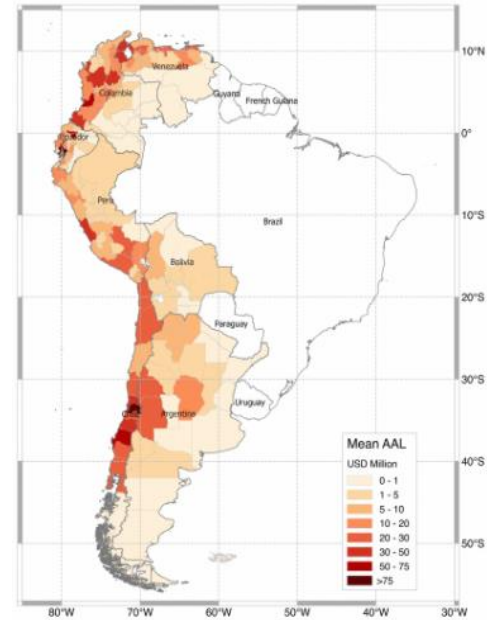 10°N
Venezuela
Guyana
French Guiana
Colombia
0°
Ecuador
Peru
10°S
Brazil
Bolivia
20°S
Paraguay
30°S
Uruguay
Chile
Argentina
Mean AAL
USD Million
0 - 1
1 - 5
5 - 10
10 - 20
20 - 30
30 - 50
50 - 75
>75
40°S
50°S
80°W 70°W 60°W 50°W 40°W 30°W